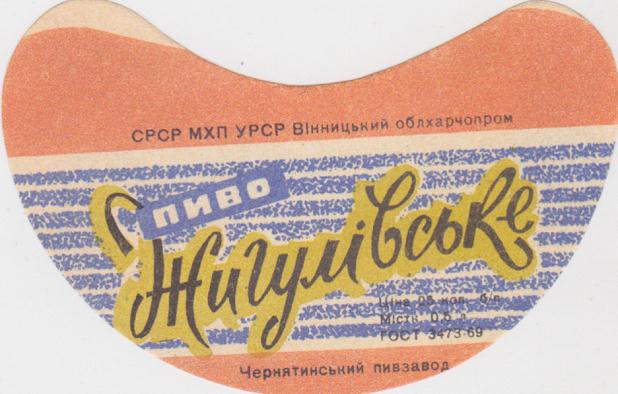 СРСР МХП УРСР Вінницький облхарчопром
пиво
Жигулівське
Ціна 25 коп. б/п
Містк. 0,5 л.
ГОСТ 3473-69
Чернятинський пивзавод